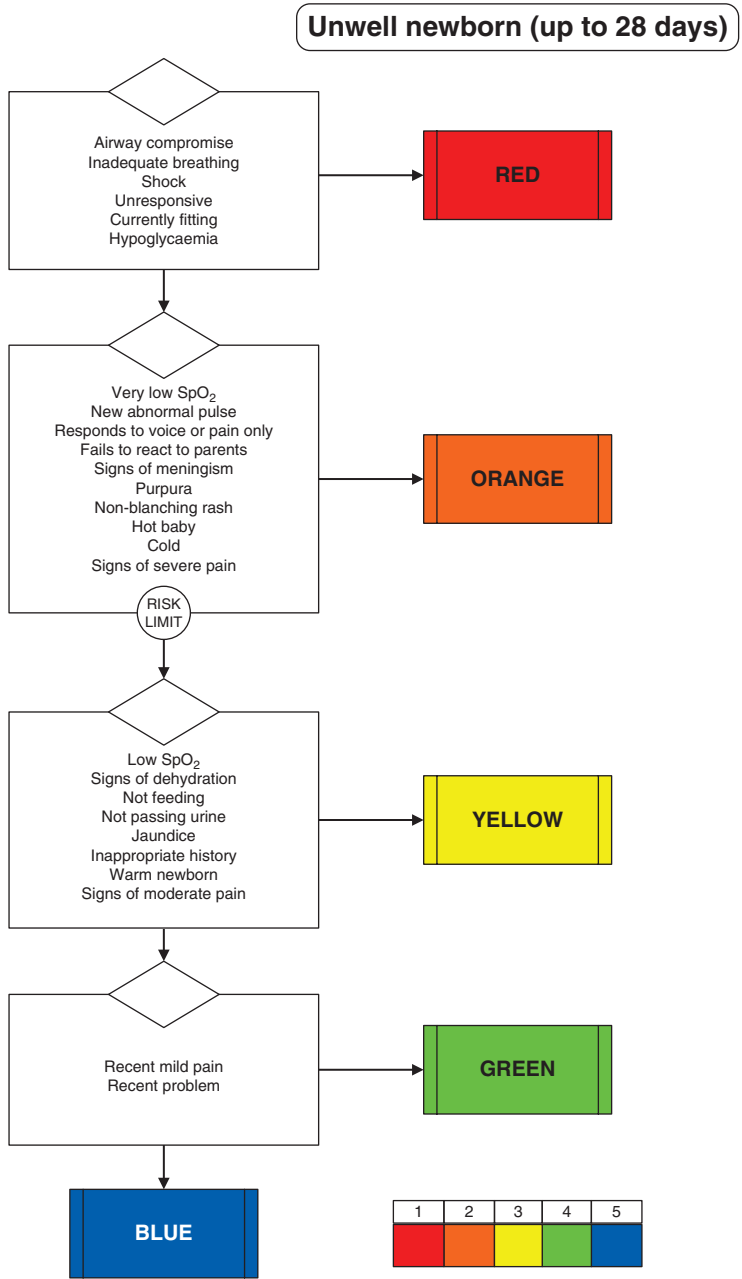 Unwell newborn (up to 28 days)
Airway compromise
Inadequate breathing
Shock
Unresponsive
Currently fitting
Hypoglycaemia
RED
Very low SpO₂
New abnormal pulse
Responds to voice or pain only
Fails to react to parents
Signs of meningism
Purpura
Non-blanching rash
Hot baby
Cold
Signs of severe pain
ORANGE
RISK
LIMIT
Low SpO₂
Signs of dehydration
Not feeding
Not passing urine
Jaundice
Inappropriate history
Warm newborn
Signs of moderate pain
YELLOW
Recent mild pain
Recent problem
GREEN
BLUE
1 2 3 4 5